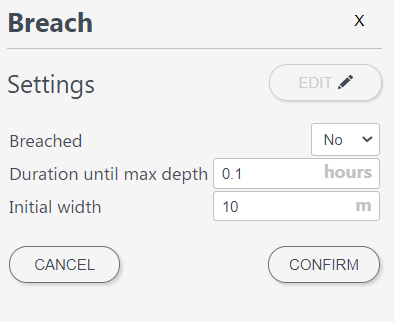 Breach X
Settings EDIT
Breached No
Duration until max depth 0.1 hours
Initial width 10 m
CANCEL CONFIRM